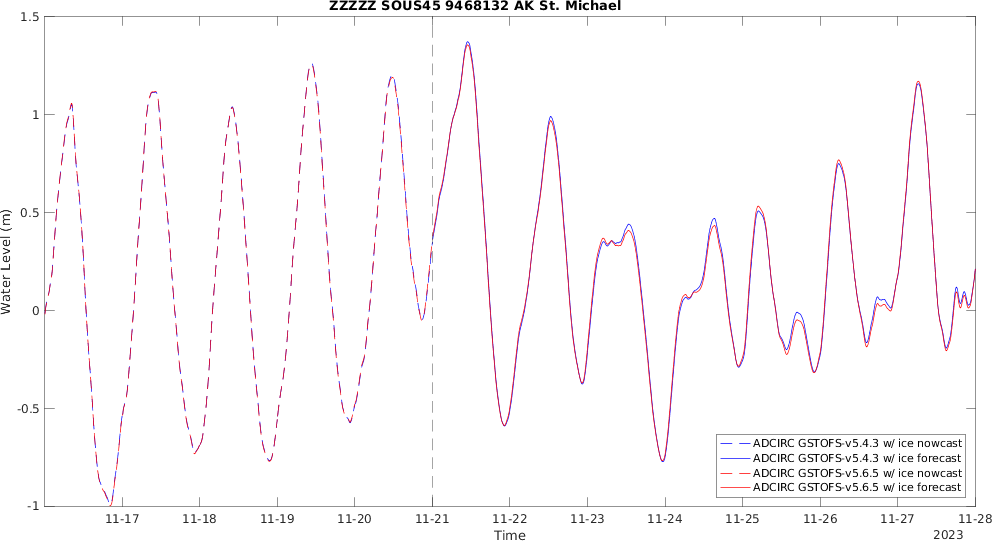 ZZZZZ SOUS45 9468132 AK St. Michael
1.5
1
0.5
0
-0.5
-1
Water Level (m)
11-17 11-18 11-19 11-20 11-21 11-22 11-23 11-24 11-25 11-26 11-27 11-28
Time
2023
ADCIRC GSTOFS-v5.4.3 w/ ice nowcast
ADCIRC GSTOFS-v5.4.3 w/ ice forecast
ADCIRC GSTOFS-v5.6.5 w/ ice nowcast
ADCIRC GSTOFS-v5.6.5 w/ ice forecast